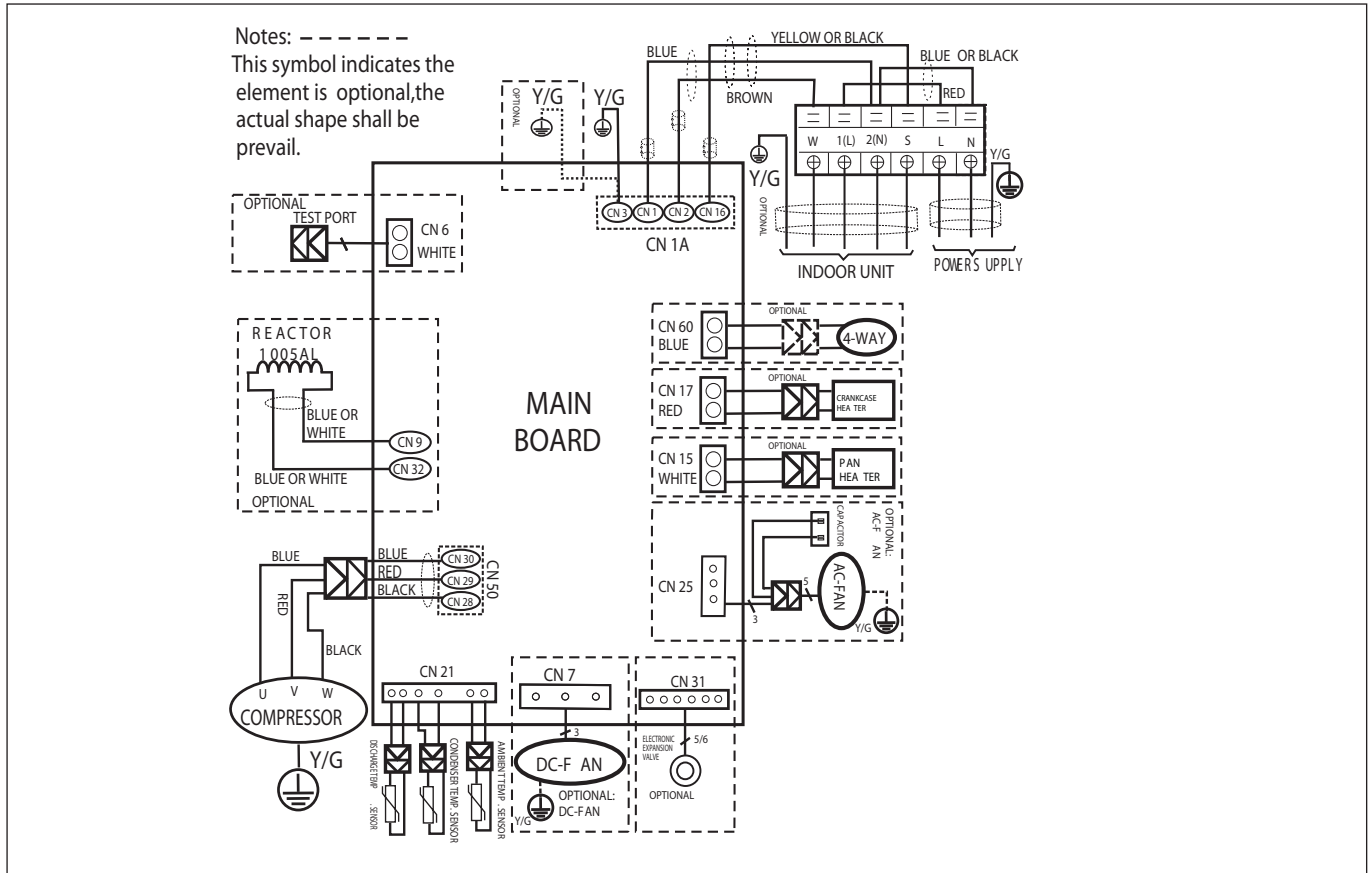 Notes: – – – – – –
This symbol indicates the
element is optional,the
actual shape shall be
prevail.
OPTIONAL
Y/G
Y/G
BLUE
YELLOW OR BLACK
BROWN
BLUE OR BLACK
RED
W 1(L) 2(N) S L N
Y/G
Y/G
OPTIONAL
INDOOR UNIT
POWER S UPPLY
CN 3 CN 1 CN 2 CN 16
CN 1A
OPTIONAL
TEST PORT
CN 6
WHITE
REACTOR
1005AL
BLUE OR
WHITE
CN 9
CN 32
BLUE OR WHITE
OPTIONAL
MAIN
BOARD
CN 60
BLUE
OPTIONAL
4-WAY
CN 17
RED
OPTIONAL
CRANKCASE
HEA TER
CN 15
WHITE
OPTIONAL
PAN
HEA TER
CN 25
3
CAPACITOR
OPTIONAL:
AC-F AN
5
AC-FAN
Y/G
BLUE
RED
BLACK
BLUE
RED
BLACK
CN 30
CN 29
CN 28
CN 50
U V W
COMPRESSOR
Y/G
CN 21
DISCHARGE TEMP . SENSOR
CONDENSER TEMP. SENSOR
AMBIENT TEMP . SENSOR
CN 7
3
DC-F AN
Y/G
OPTIONAL:
DC-FAN
CN 31
ELECTRONIC
EXPANSION
VALVE
5/6
OPTIONAL